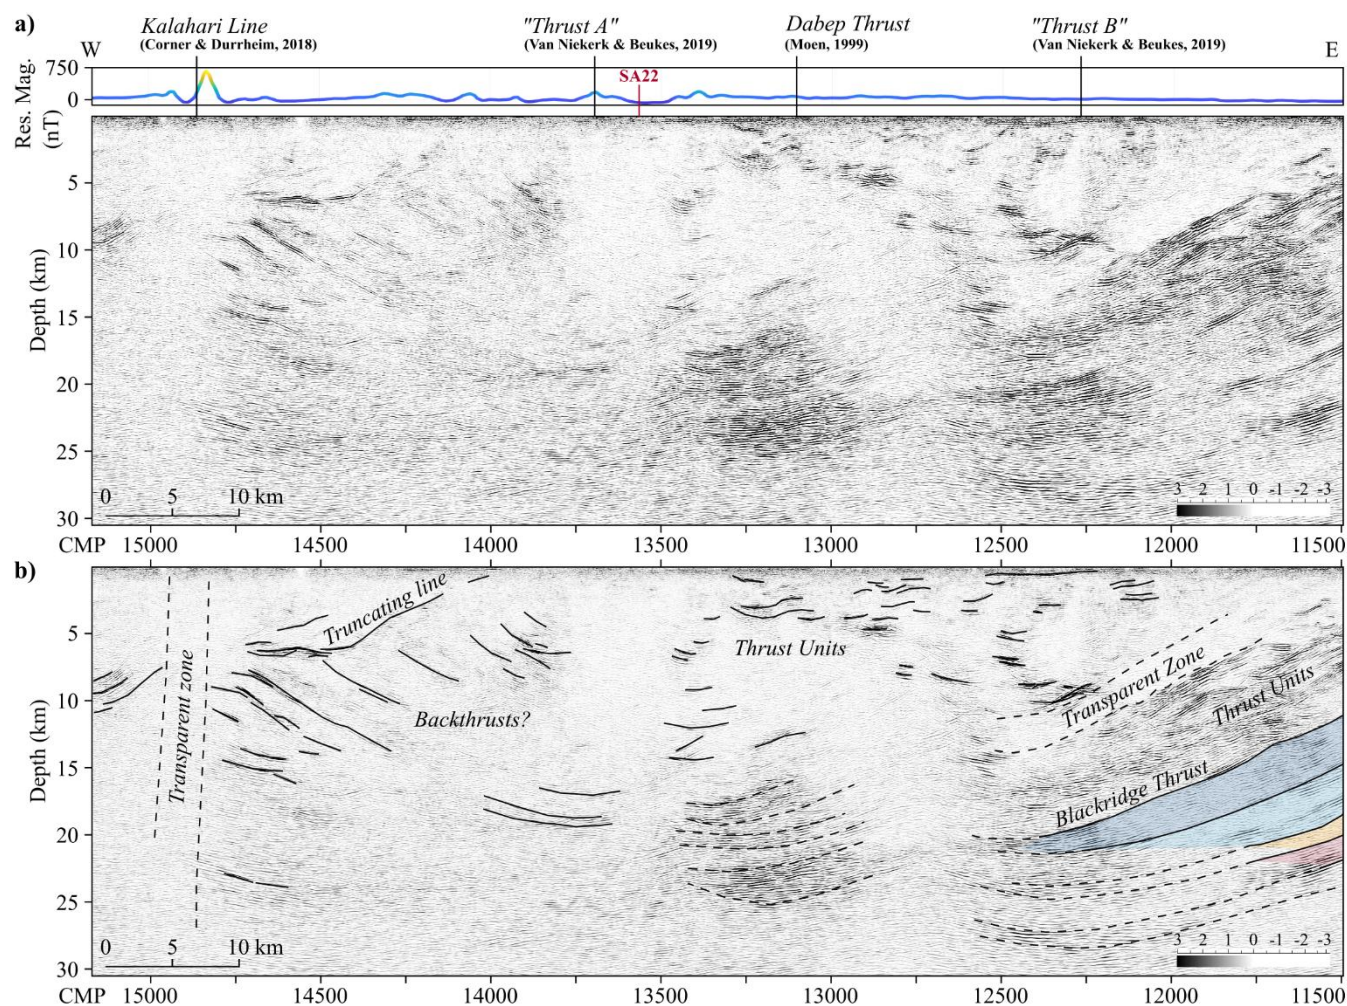 a)
Kalahari Line
(Corner & Durrheim, 2018)
"Thrust A"
(Van Niekerk & Beukes, 2019)
Dabep Thrust
(Moen, 1999)
"Thrust B"
(Van Niekerk & Beukes, 2019)
W
E
Res. Mag.
(nT)
750
0
SA22
Depth (km)
5
10
15
20
25
30
0 5 10 km
3 2 1 0 -1 -2 -3
CMP 15000 14500 14000 13500 13000 12500 12000 11500
b)
Truncating line
Transparent zone
Backthrusts?
Thrust Units
Transparent Zone
Thrust Units
Blackridge Thrust
Depth (km)
5
10
15
20
25
30
0 5 10 km
3 2 1 0 -1 -2 -3
CMP 15000 14500 14000 13500 13000 12500 12000 11500